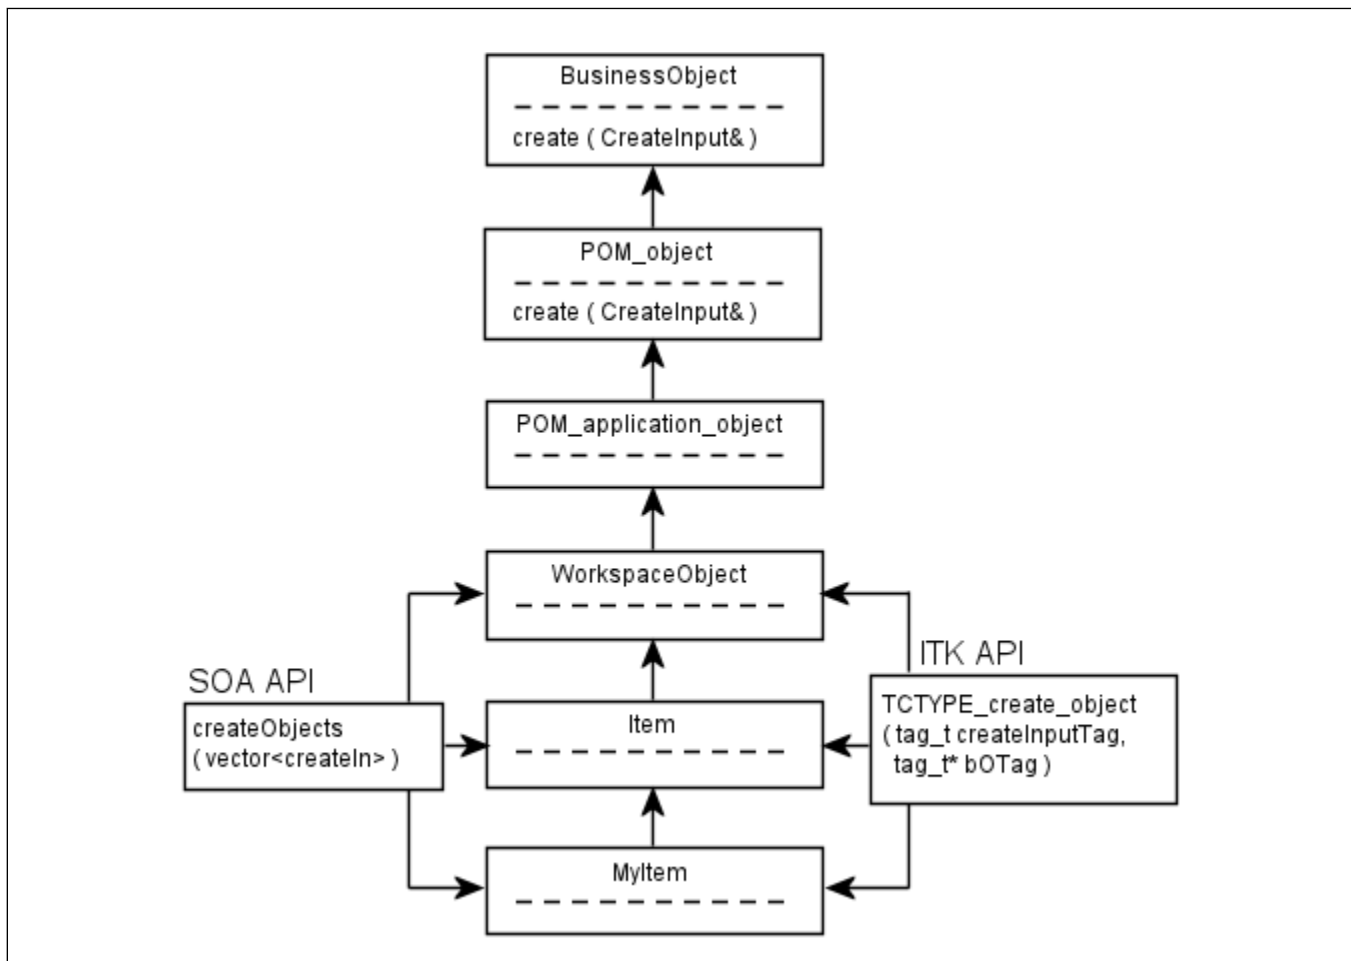 BusinessObject
create ( CreateInput& )
POM_object
create ( CreateInput& )
POM_application_object
WorkspaceObject
SOA API
createObjects
( vector<createIn> )
ITK API
TCTYPE_create_object
( tag_t createInputTag,
tag_t* bOTag )
Item
MyItem